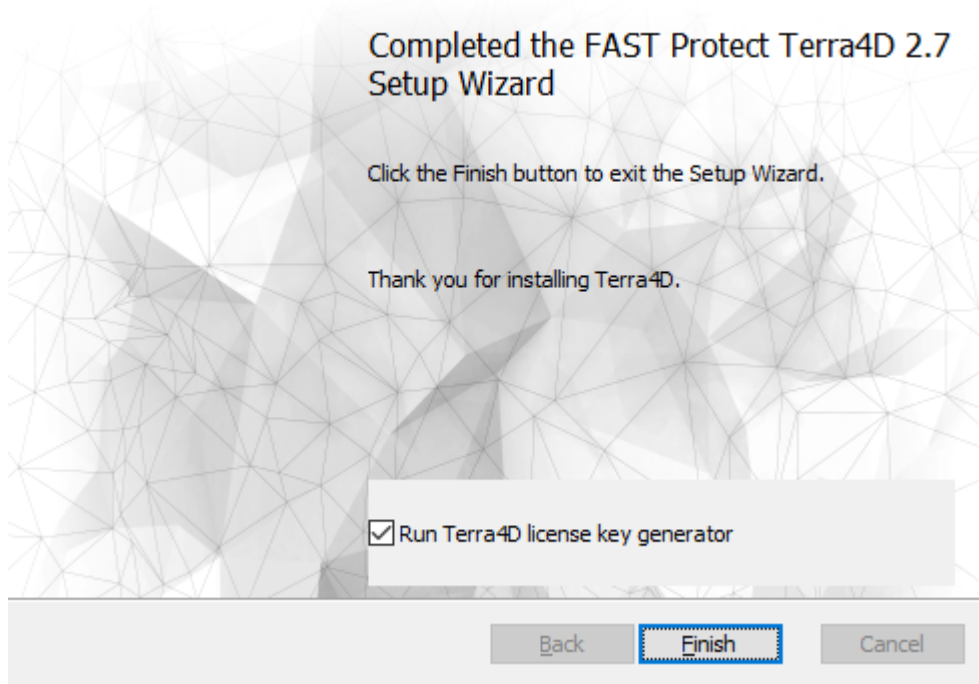 Completed the FAST Protect Terra4D 2.7
Setup Wizard
Click the Finish button to exit the Setup Wizard.
Thank you for installing Terra4D.
Run Terra4D license key generator
Back
Finish
Cancel